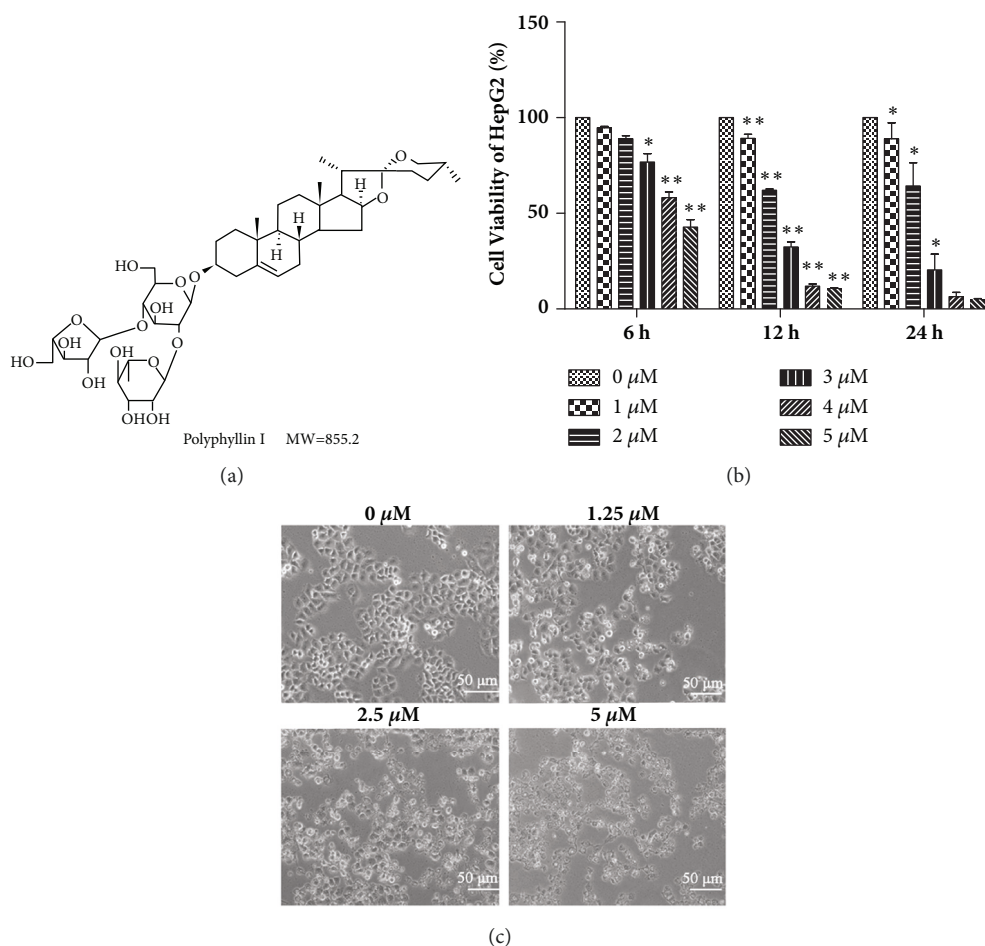 O
O
H
H
H
HO
O
O
OH
O
O
O
OH
HO
OH
OH
O
OHOH
Polyphyllin I MW=855.2
(a)
Cell Viability of HepG2 (%)
150
100
50
0
*
**
**
**
**
**
**
**
*
*
*
6 h
12 h
24 h
0 μM
1 μM
2 μM
3 μM
4 μM
5 μM
(b)
0 μM
1.25 μM
50 μm
50 μm
2.5 μM
5 μM
50 μm
50 μm
(c)